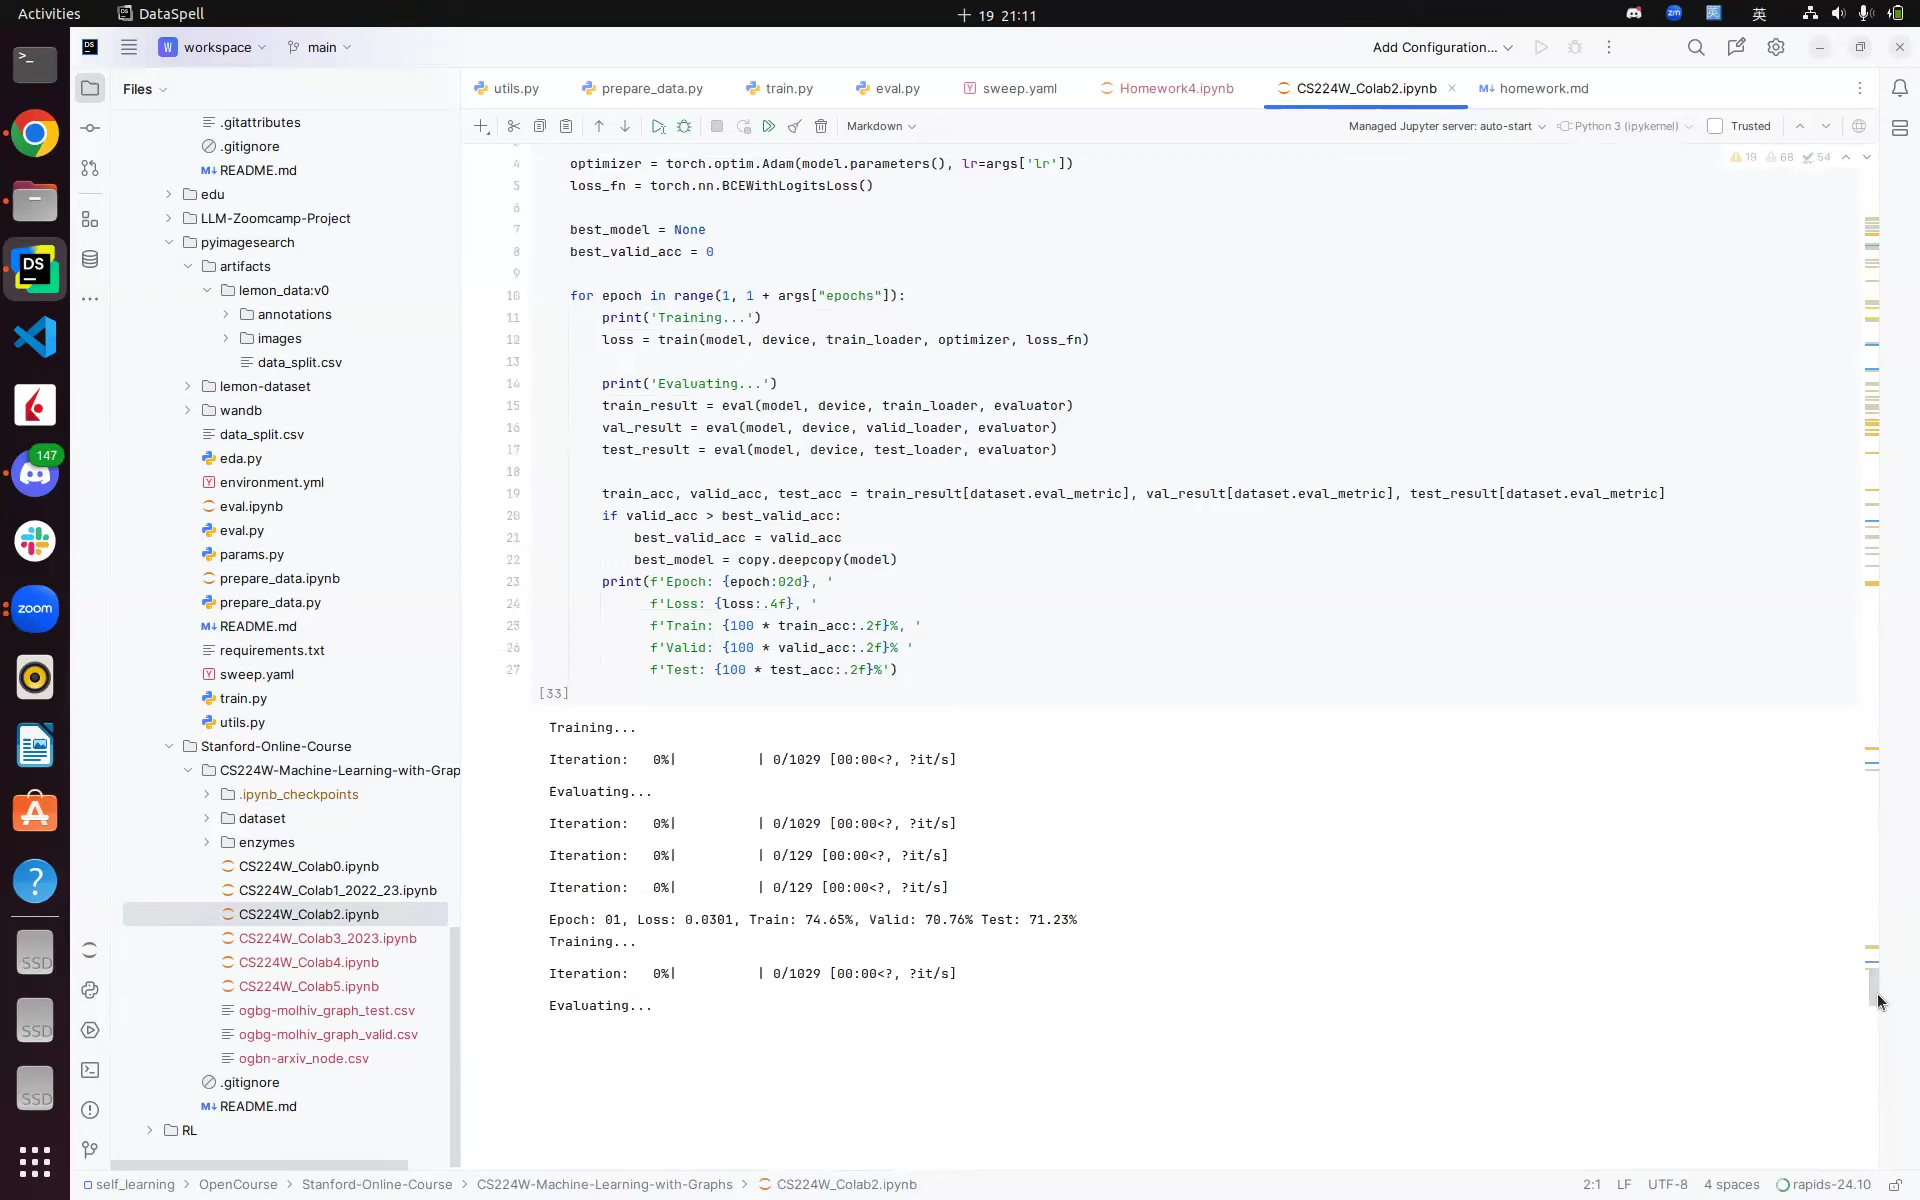 Activities
DataSpell
十 19 21:11
zm
英
英
DS
W workspace
main
Add Configuration...
Files
utils.py
prepare_data.py
train.py
eval.py
sweep.yaml
Homework4.ipynb
CS224W_Colab2.ipynb
homework.md
Markdown
Managed Jupyter server: auto-start
Python 3 (ipykernel)
Trusted
19
68
54
.gitattributes
.gitignore
README.md
edu
LLM-Zoomcamp-Project
pyimagesearch
artifacts
lemon_data:v0
annotations
images
data_split.csv
lemon-dataset
wandb
data_split.csv
eda.py
environment.yml
eval.ipynb
eval.py
params.py
prepare_data.ipynb
prepare_data.py
README.md
requirements.txt
sweep.yaml
train.py
utils.py
Stanford-Online-Course
CS224W-Machine-Learning-with-Grap
.ipynb_checkpoints
dataset
enzymes
CS224W_Colab0.ipynb
CS224W_Colab1_2022_23.ipynb
CS224W_Colab2.ipynb
CS224W_Colab3_2023.ipynb
CS224W_Colab4.ipynb
CS224W_Colab5.ipynb
ogbg-molhiv_graph_test.csv
ogbg-molhiv_graph_valid.csv
ogbn-arxiv_node.csv
.gitignore
README.md
RL
147
zoom
SSD
SSD
SSD
4 optimizer = torch.optim.Adam(model.parameters(), lr=args['lr'])
5 loss_fn = torch.nn.BCEWithLogitsLoss()
6
7 best_model = None
8 best_valid_acc = 0
9
10 for epoch in range(1, 1 + args["epochs"]):
11 print('Training...')
12 loss = train(model, device, train_loader, optimizer, loss_fn)
13
14 print('Evaluating...')
15 train_result = eval(model, device, train_loader, evaluator)
16 val_result = eval(model, device, valid_loader, evaluator)
17 test_result = eval(model, device, test_loader, evaluator)
18
19 train_acc, valid_acc, test_acc = train_result[dataset.eval_metric], val_result[dataset.eval_metric], test_result[dataset.eval_metric]
20 if valid_acc > best_valid_acc:
21 best_valid_acc = valid_acc
22 best_model = copy.deepcopy(model)
23 print(f'Epoch: {epoch:02d}, '
24 f'Loss: {loss:.4f}, '
25 f'Train: {100 * train_acc:.2f}%, '
26 f'Valid: {100 * valid_acc:.2f}% '
27 f'Test: {100 * test_acc:.2f}%')
[33]
Training...
Iteration: 0%| | 0/1029 [00:00<?, ?it/s]
Evaluating...
Iteration: 0%| | 0/1029 [00:00<?, ?it/s]
Iteration: 0%| | 0/129 [00:00<?, ?it/s]
Iteration: 0%| | 0/129 [00:00<?, ?it/s]
Epoch: 01, Loss: 0.0301, Train: 74.65%, Valid: 70.76% Test: 71.23%
Training...
Iteration: 0%| | 0/1029 [00:00<?, ?it/s]
Evaluating...
self_learning > OpenCourse > Stanford-Online-Course > CS224W-Machine-Learning-with-Graphs > CS224W_Colab2.ipynb
2:1 LF UTF-8 4 spaces rapids-24.10